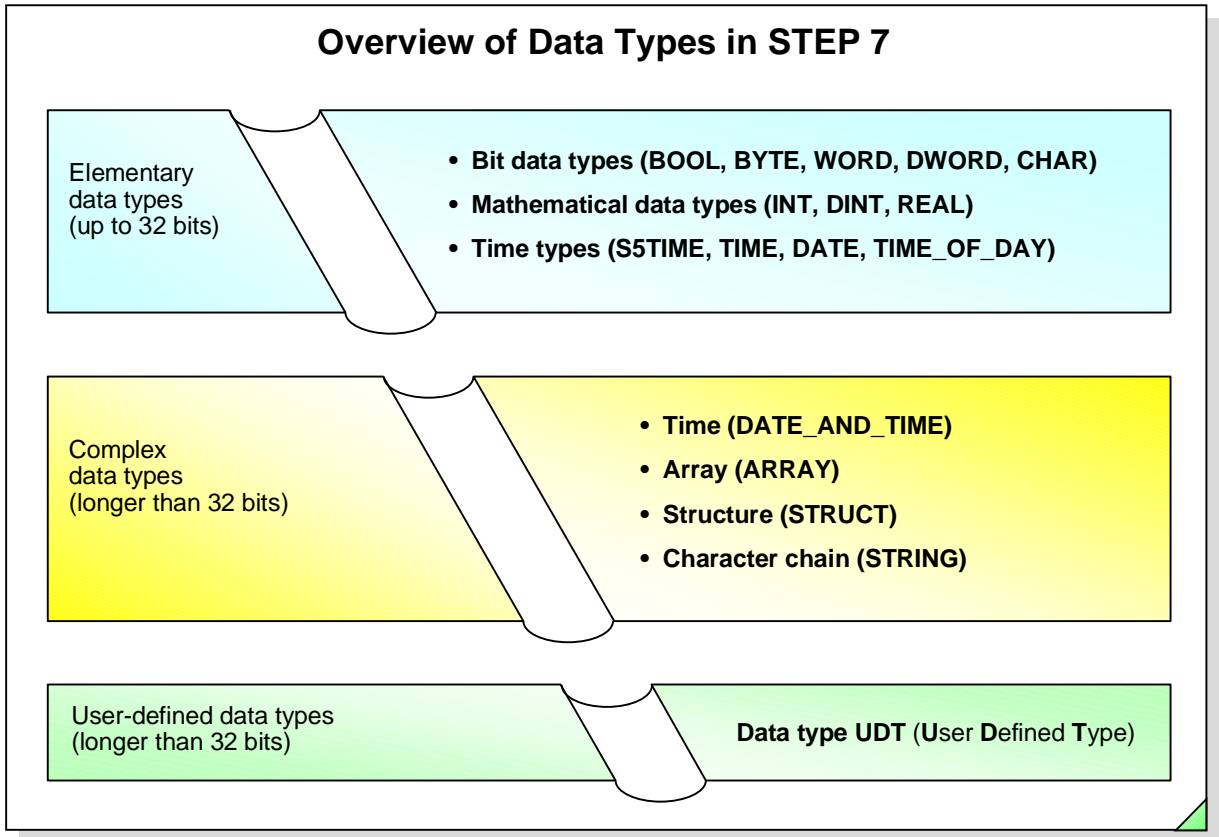 Overview of Data Types in STEP 7
Elementary
data types
(up to 32 bits)
• Bit data types (BOOL, BYTE, WORD, DWORD, CHAR)
• Mathematical data types (INT, DINT, REAL)
• Time types (S5TIME, TIME, DATE, TIME_OF_DAY)
Complex
data types
(longer than 32 bits)
• Time (DATE_AND_TIME)
• Array (ARRAY)
• Structure (STRUCT)
• Character chain (STRING)
User-defined data types
(longer than 32 bits)
Data type UDT (User Defined Type)